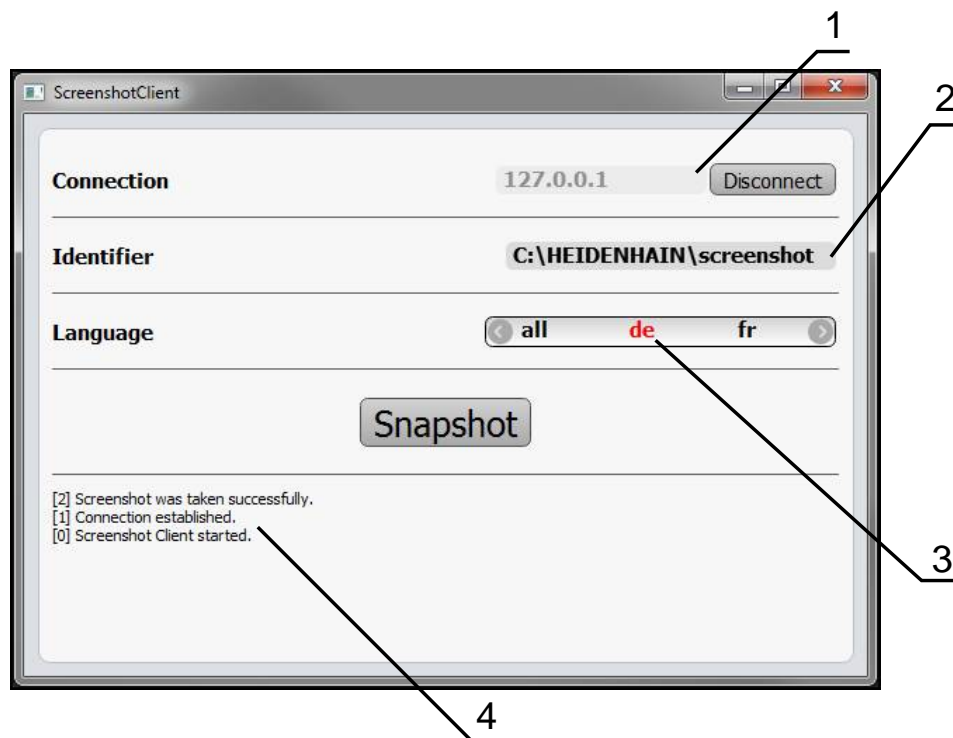 1
ScreenshotClient
2
Connection 127.0.0.1 Disconnect
Identifier C:\HEIDENHAIN\screenshot
Language all de fr
Snapshot
[2] Screenshot was taken successfully.
[1] Connection established.
[0] Screenshot Client started.
3
4